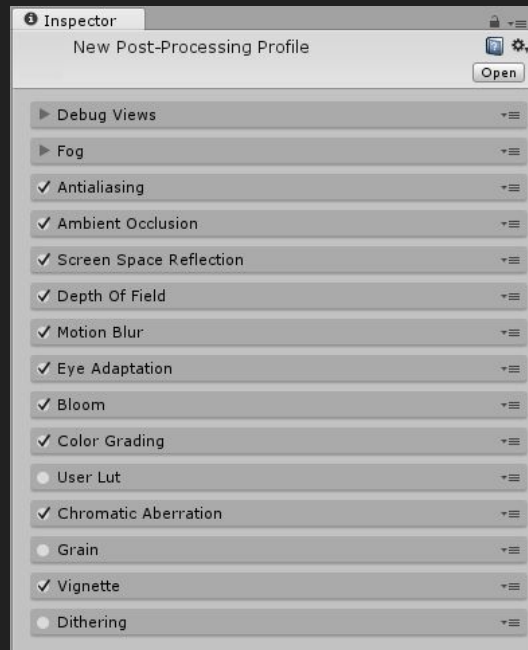 Inspector
New Post-Processing Profile
Open
Debug Views
Fog
Antialiasing
Ambient Occlusion
Screen Space Reflection
Depth Of Field
Motion Blur
Eye Adaptation
Bloom
Color Grading
User Lut
Chromatic Aberration
Grain
Vignette
Dithering